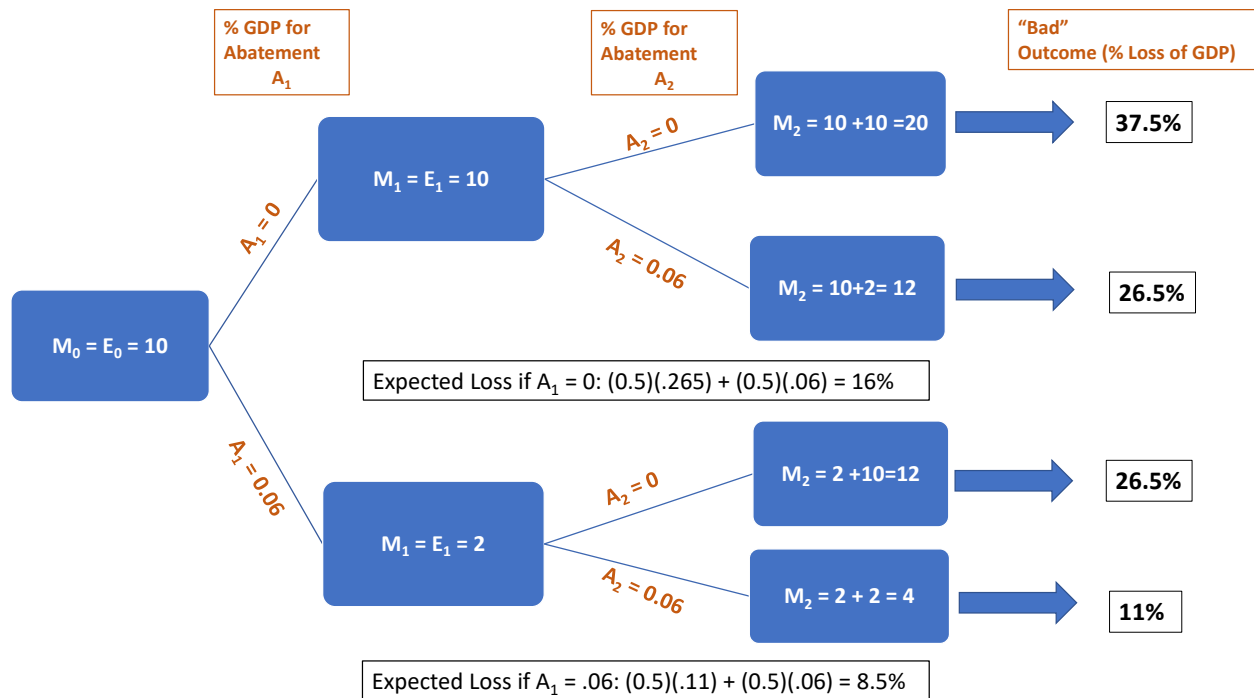 % GDP for
Abatement
A₁
% GDP for
Abatement
A₂
“Bad”
Outcome (% Loss of GDP)
A₂ = 0
M₂ = 10 +10 =20
37.5%
M₁ = E₁ = 10
A₁ = 0
A₂ = 0.06
M₂ = 10+2= 12
26.5%
M₀ = E₀ = 10
Expected Loss if A₁ = 0: (0.5)(.265) + (0.5)(.06) = 16%
A₁ = 0.06
A₂ = 0
M₂ = 2 +10=12
26.5%
M₁ = E₁ = 2
A₂ = 0.06
M₂ = 2 + 2 = 4
11%
Expected Loss if A₁ = .06: (0.5)(.11) + (0.5)(.06) = 8.5%